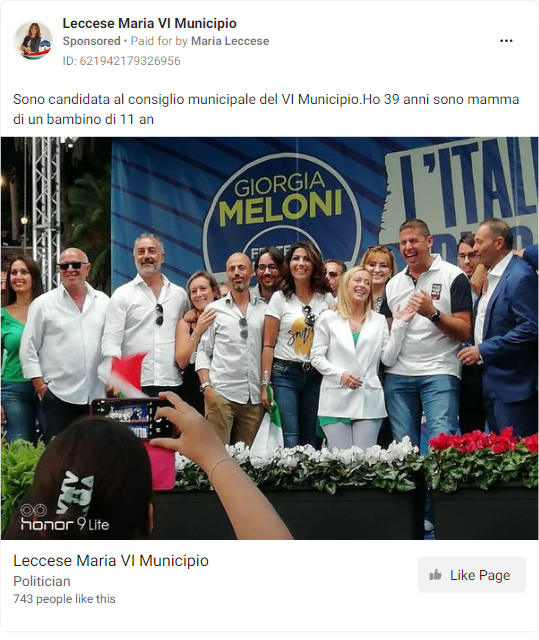 Leccese Maria VI Municipio
Sponsored • Paid for by Maria Leccese
ID: 621942179326956
Sono candidata al consiglio municipale del VI Municipio.Ho 39 anni sono mamma
di un bambino di 11 an
GIORGIA
MELONI
L'ITAL
honor 9 Lite
Leccese Maria VI Municipio
Politician
743 people like this
Like Page